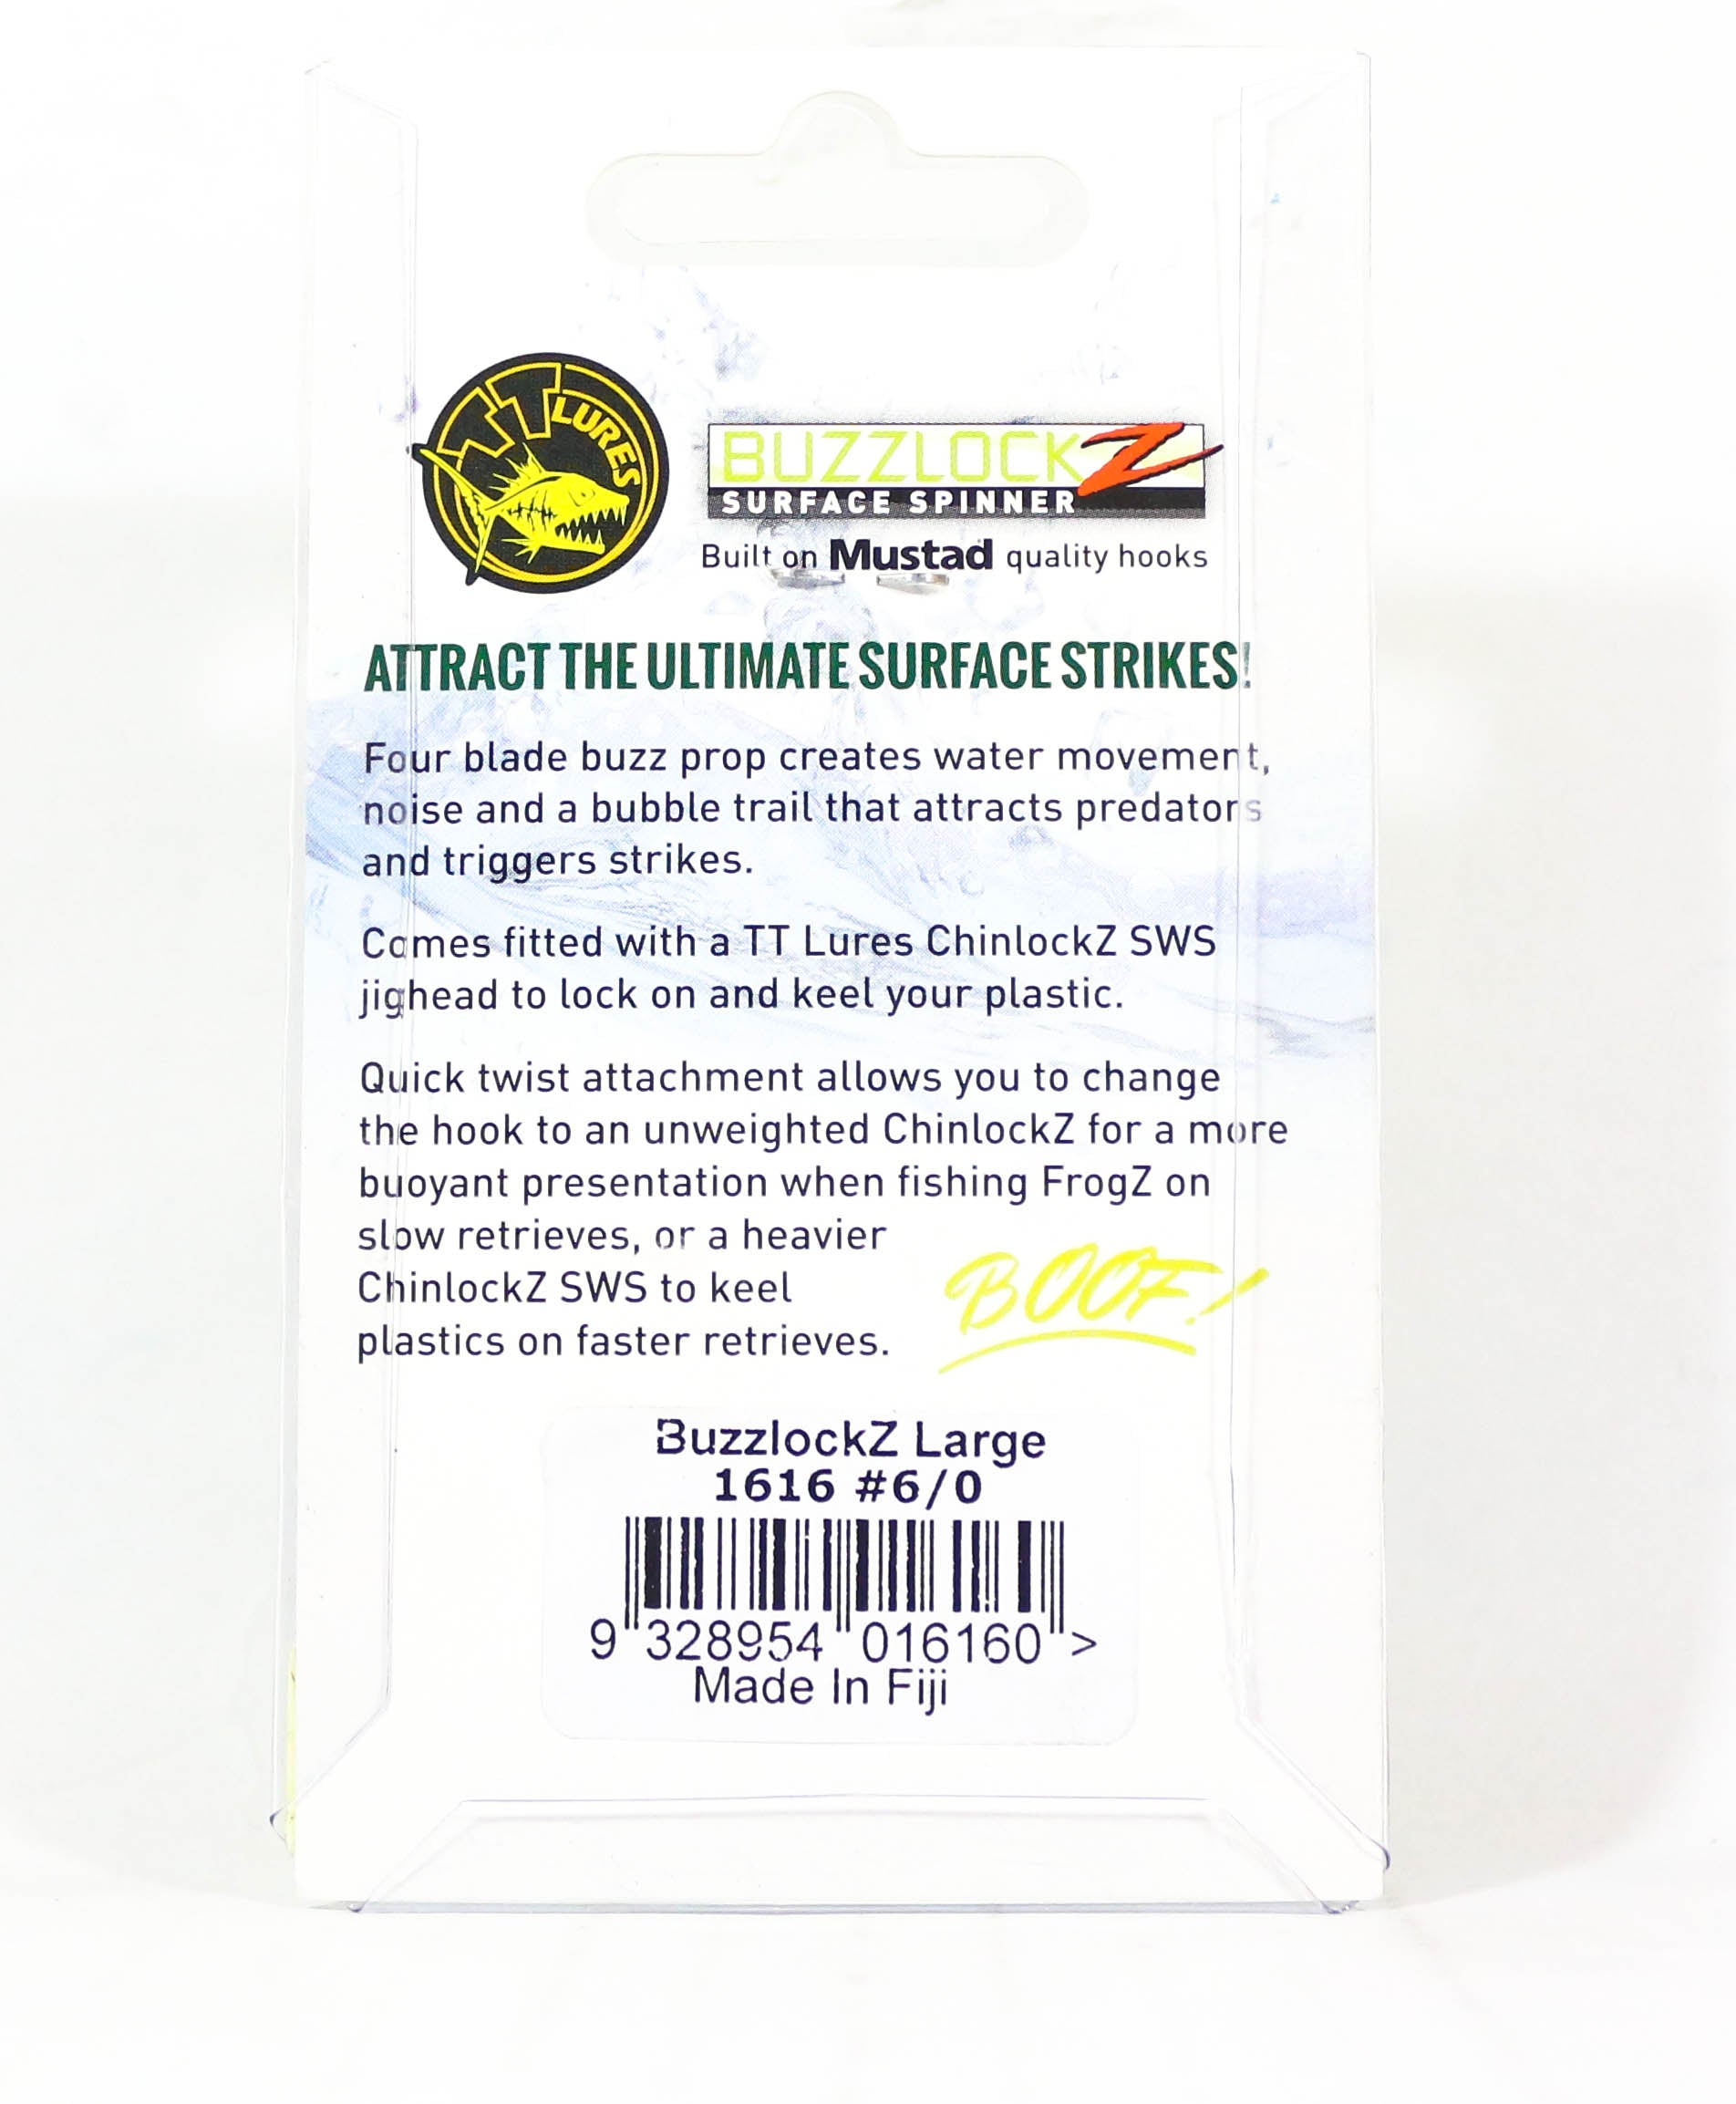 TT LURES
BUZZLOCKZ
SURFACE SPINNER
Built on Mustad quality hooks
ATTRACT THE ULTIMATE SURFACE STRIKES!
Four blade buzz prop creates water movement,
noise and a bubble trail that attracts predators
and triggers strikes.
Comes fitted with a TT Lures ChinlockZ SWS
jighead to lock on and keel your plastic.
Quick twist attachment allows you to change
the hook to an unweighted ChinlockZ for a more
buoyant presentation when fishing FrogZ on
slow retrieves, or a heavier
ChinlockZ SWS to keel
plastics on faster retrieves.
BOOF!
BuzzlockZ Large
1616 #6/0
9 328954 016160 >
Made In Fiji